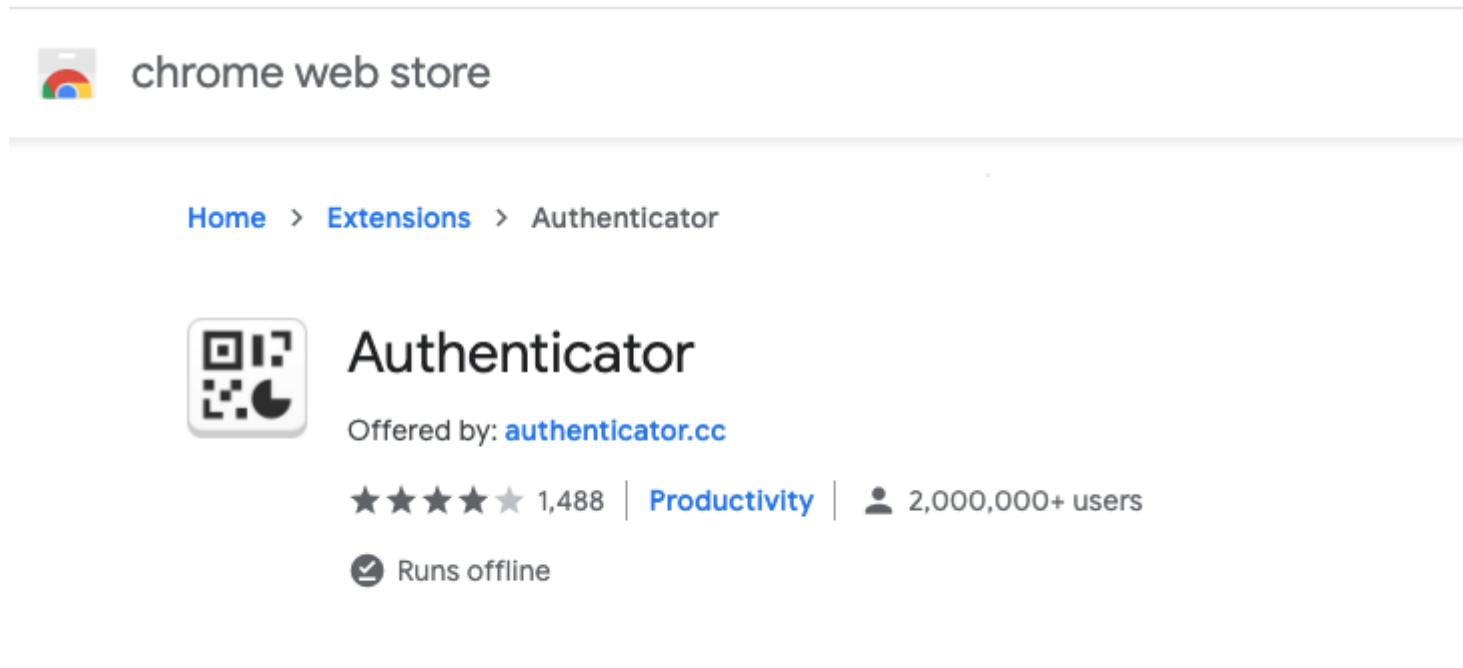 chrome web store
Home > Extensions > Authenticator
Authenticator
Offered by: authenticator.cc
1,488 | Productivity | 2,000,000+ users
Runs offline